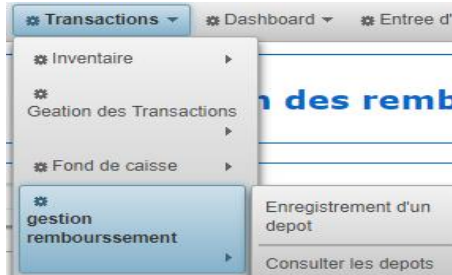 Transactions Dashboard Entree d'
Inventaire
n des remb
Geation des Transactions
Fond de caisse
gestion
rembourssement
Enregistrement d'un
depot
Consulter les depots